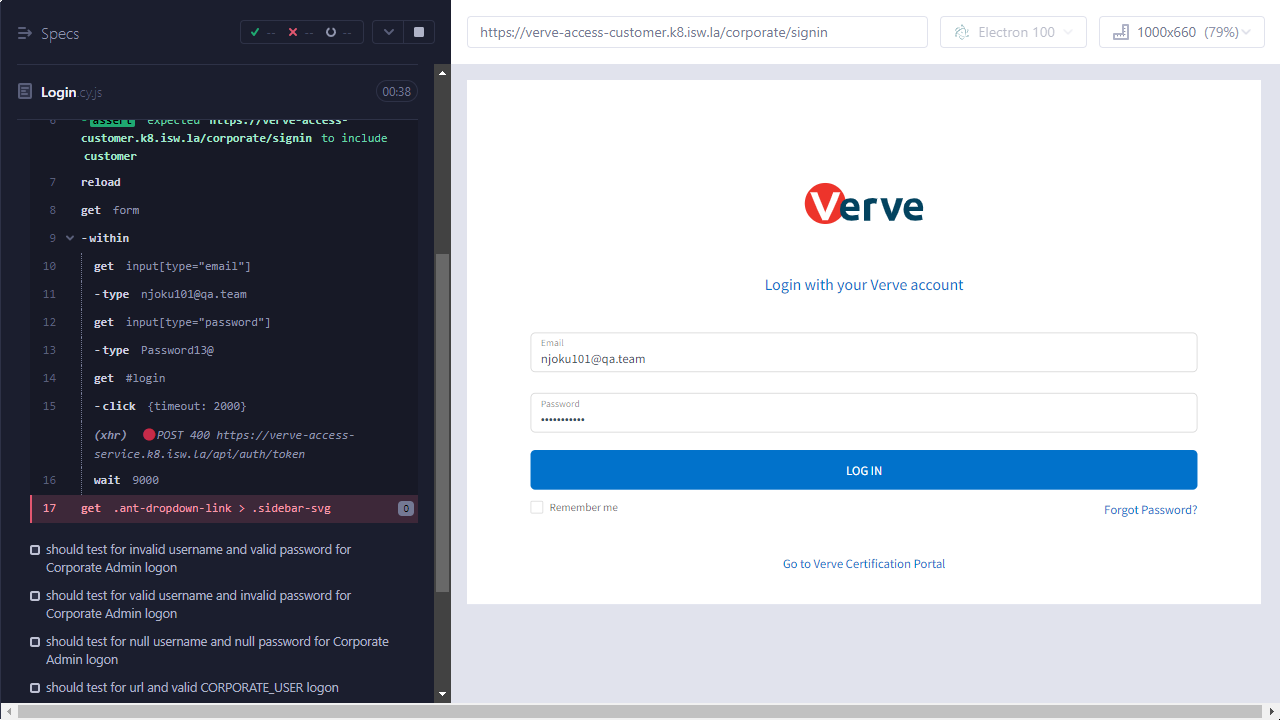 Specs
-- -- --
Login.cy.js
00:38
6 -assert expected https://verve-access-
customer.k8.isw.la/corporate/signin to include
customer
7 reload
8 get form
9 -within
10 get input[type="email"]
11 -type njoku101@qa.team
12 get input[type="password"]
13 -type Password13@
14 get #login
15 -click {timeout: 2000}
(xhr) POST 400 https://verve-access-
service.k8.isw.la/api/auth/token
16 wait 9000
17 get .ant-dropdown-link > .sidebar-svg 0
should test for invalid username and valid password for
Corporate Admin logon
should test for valid username and invalid password for
Corporate Admin logon
should test for null username and null password for Corporate
Admin logon
should test for url and valid CORPORATE_USER logon
https://verve-access-customer.k8.isw.la/corporate/signin
Electron 100
1000x660 (79%)
Verve
Login with your Verve account
Email
njoku101@qa.team
Password
•••••••••••
LOG IN
Remember me
Forgot Password?
Go to Verve Certification Portal